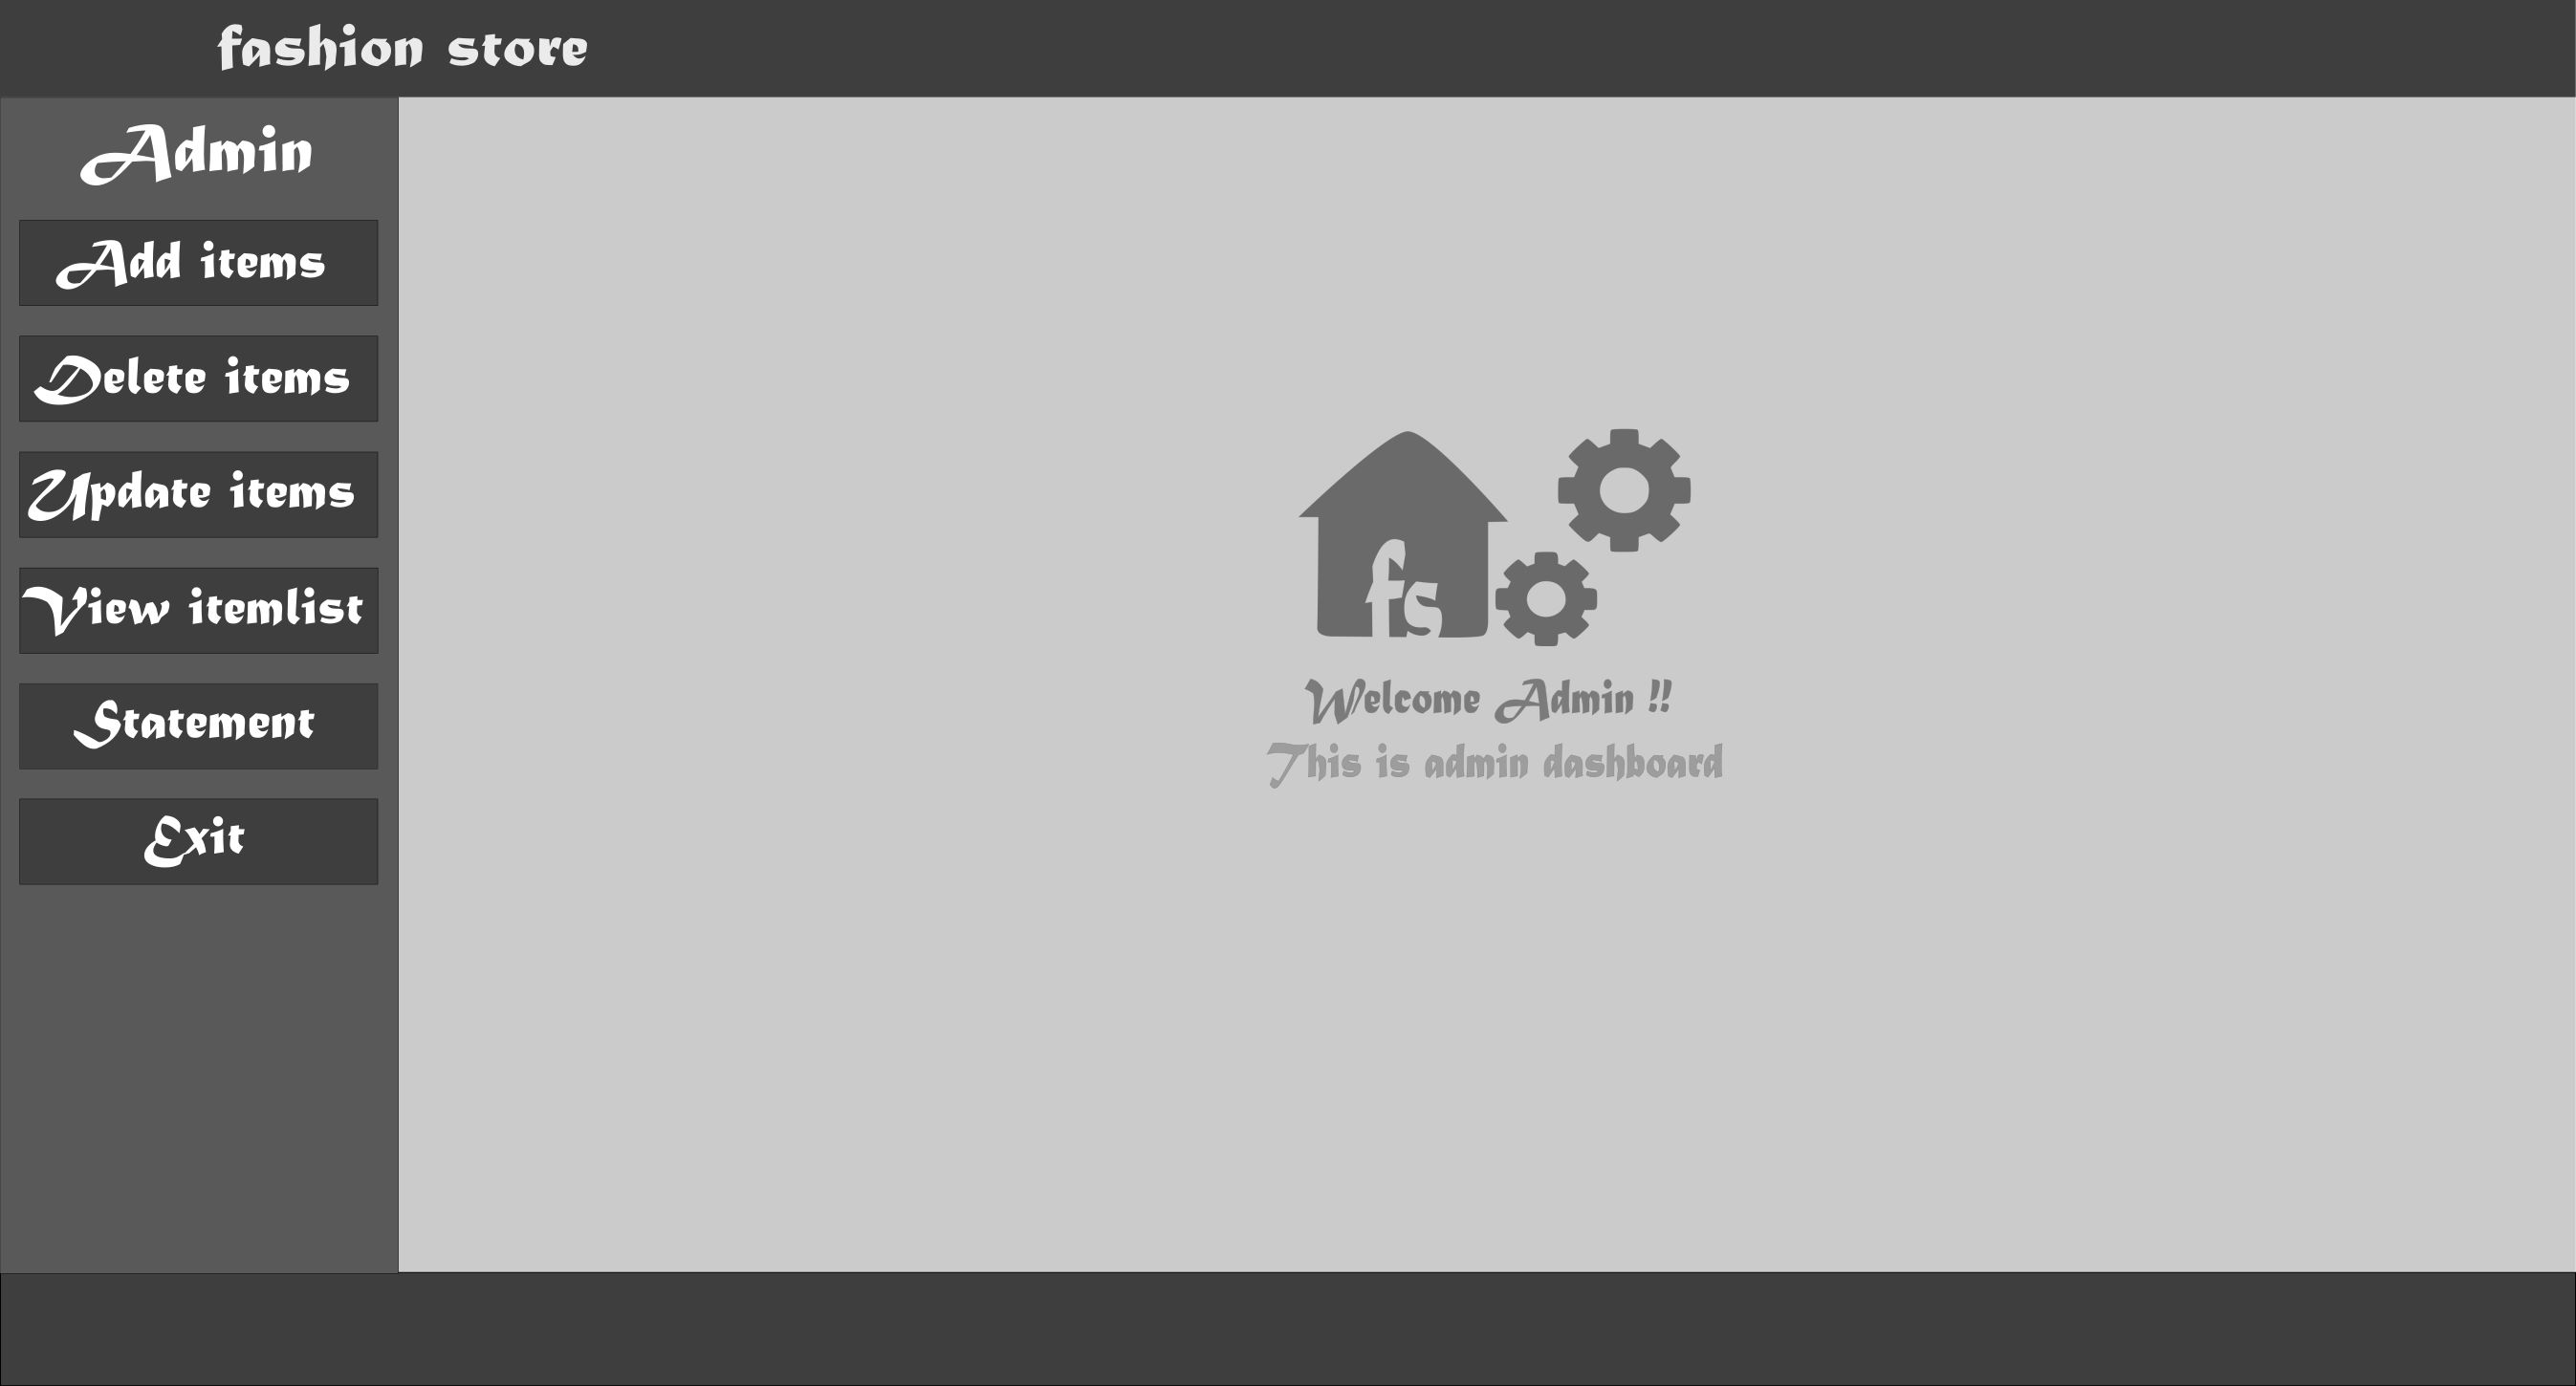 fashion store
Admin
Add items
Delete items
Update items
View itemlist
Statement
Exit
fs
Welcome Admin !!
This is admin dashboard